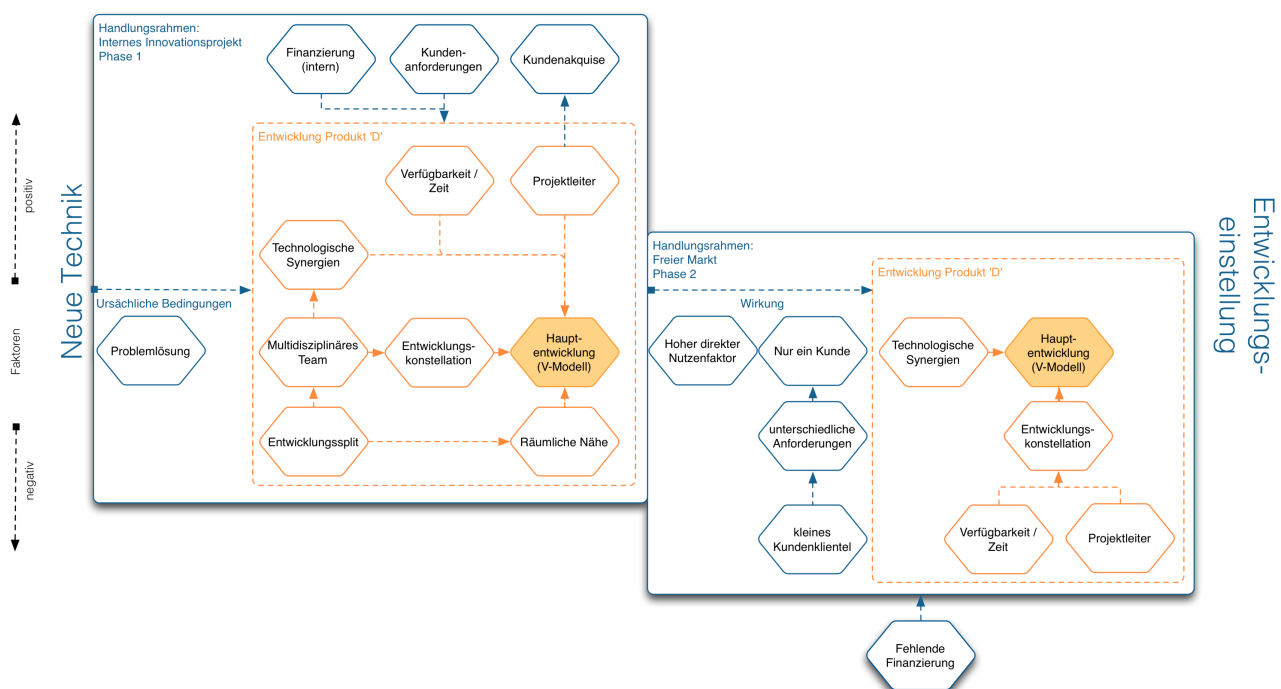 Handlungsrahmen:
Internes Innovationsprojekt
Phase 1
Finanzierung
(intern)
Kunden-
anforderungen
Kundenakquise
Entwicklung Produkt 'D'
Verfügbarkeit /
Zeit
Projektleiter
positiv
Faktoren
negativ
Neue Technik
Technologische
Synergien
Ursächliche Bedingungen
Problemlösung
Multidisziplinäres
Team
Entwicklungs-
konstellation
Haupt-
entwicklung
(V-Modell)
Entwicklungssplit
Räumliche Nähe
Handlungsrahmen:
Freier Markt
Phase 2
Wirkung
Hoher direkter
Nutzenfaktor
Nur ein Kunde
unterschiedliche
Anforderungen
kleines
Kundenklientel
Entwicklung Produkt 'D'
Technologische
Synergien
Haupt-
entwicklung
(V-Modell)
Entwicklungs-
konstellation
Verfügbarkeit /
Zeit
Projektleiter
Fehlende
Finanzierung
Entwicklungs-
einstellung